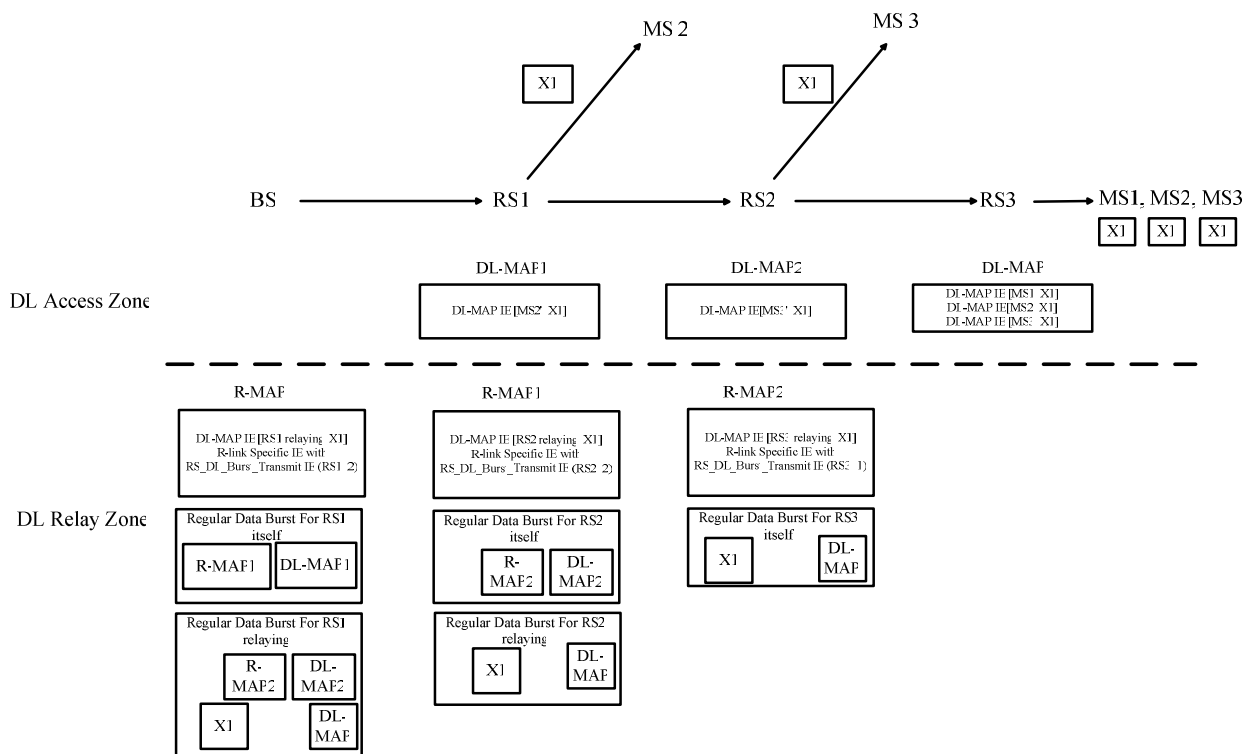 MS 2
MS 3
X1
X1
BS
RS1
RS2
RS3
MS1, MS2, MS3
X1
X1
X1
DL-MAP1
DL-MAP2
DL-MAP
DL Access Zone
DL-MAP IE [MS2' X1]
DL-MAP IE[MS3' X1]
DL-MAP IE [MS1 X1]
DL-MAP IE [MS2 X1]
DL-MAP IE [MS3 X1]
R-MAP
R-MAP1
R-MAP2
DL-MAP IE [RS1 relaying X1]
R-link Specific IE with
RS_DL_Burst_Transmit IE (RS1 2)
DL-MAP IE [RS2 relaying X1]
R-link Specific IE with
RS_DL_Burst_Transmit IE (RS2 2)
DL-MAP IE [RS3 relaying X1]
R-link Specific IE with
RS_DL_Burst_Transmit IE (RS3 1)
DL Relay Zone
Regular Data Burst For RS1
itself
R-MAP1
DL-MAP1
Regular Data Burst For RS2
itself
R-
MAP2
DL-
MAP2
Regular Data Burst For RS3
itself
X1
DL-
MAP
Regular Data Burst For RS1
relaying
R-
MAP2
DL-
MAP2
X1
DL-
MAP
Regular Data Burst For RS2
relaying
X1
DL-
MAP